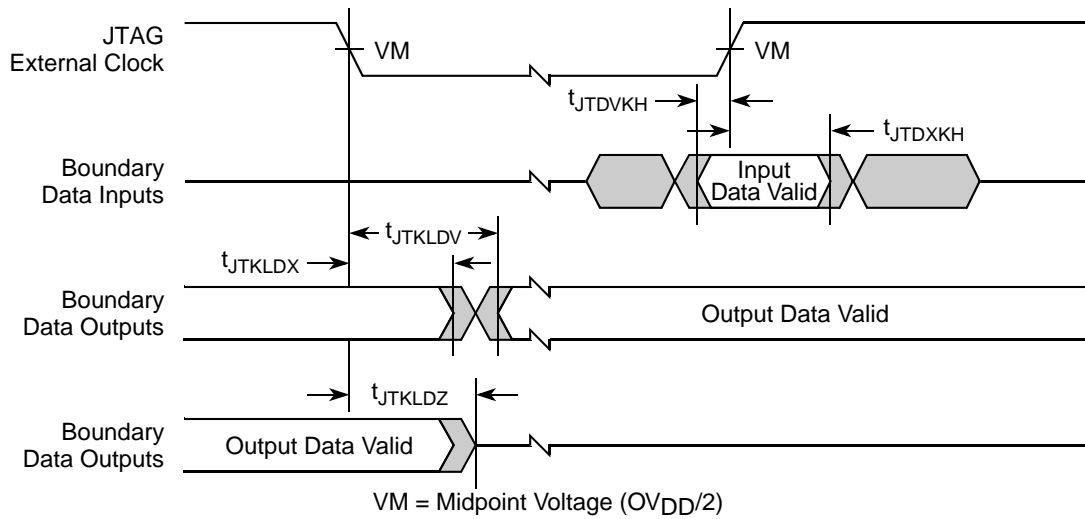 JTAG
External Clock
VM
VM
tJTDVKH
tJTDXKH
Boundary
Data Inputs
Input
Data Valid
tJTKLDV
tJTKLDX
Boundary
Data Outputs
Output Data Valid
tJTKLDZ
Boundary
Data Outputs
Output Data Valid
VM = Midpoint Voltage (OVDD/2)